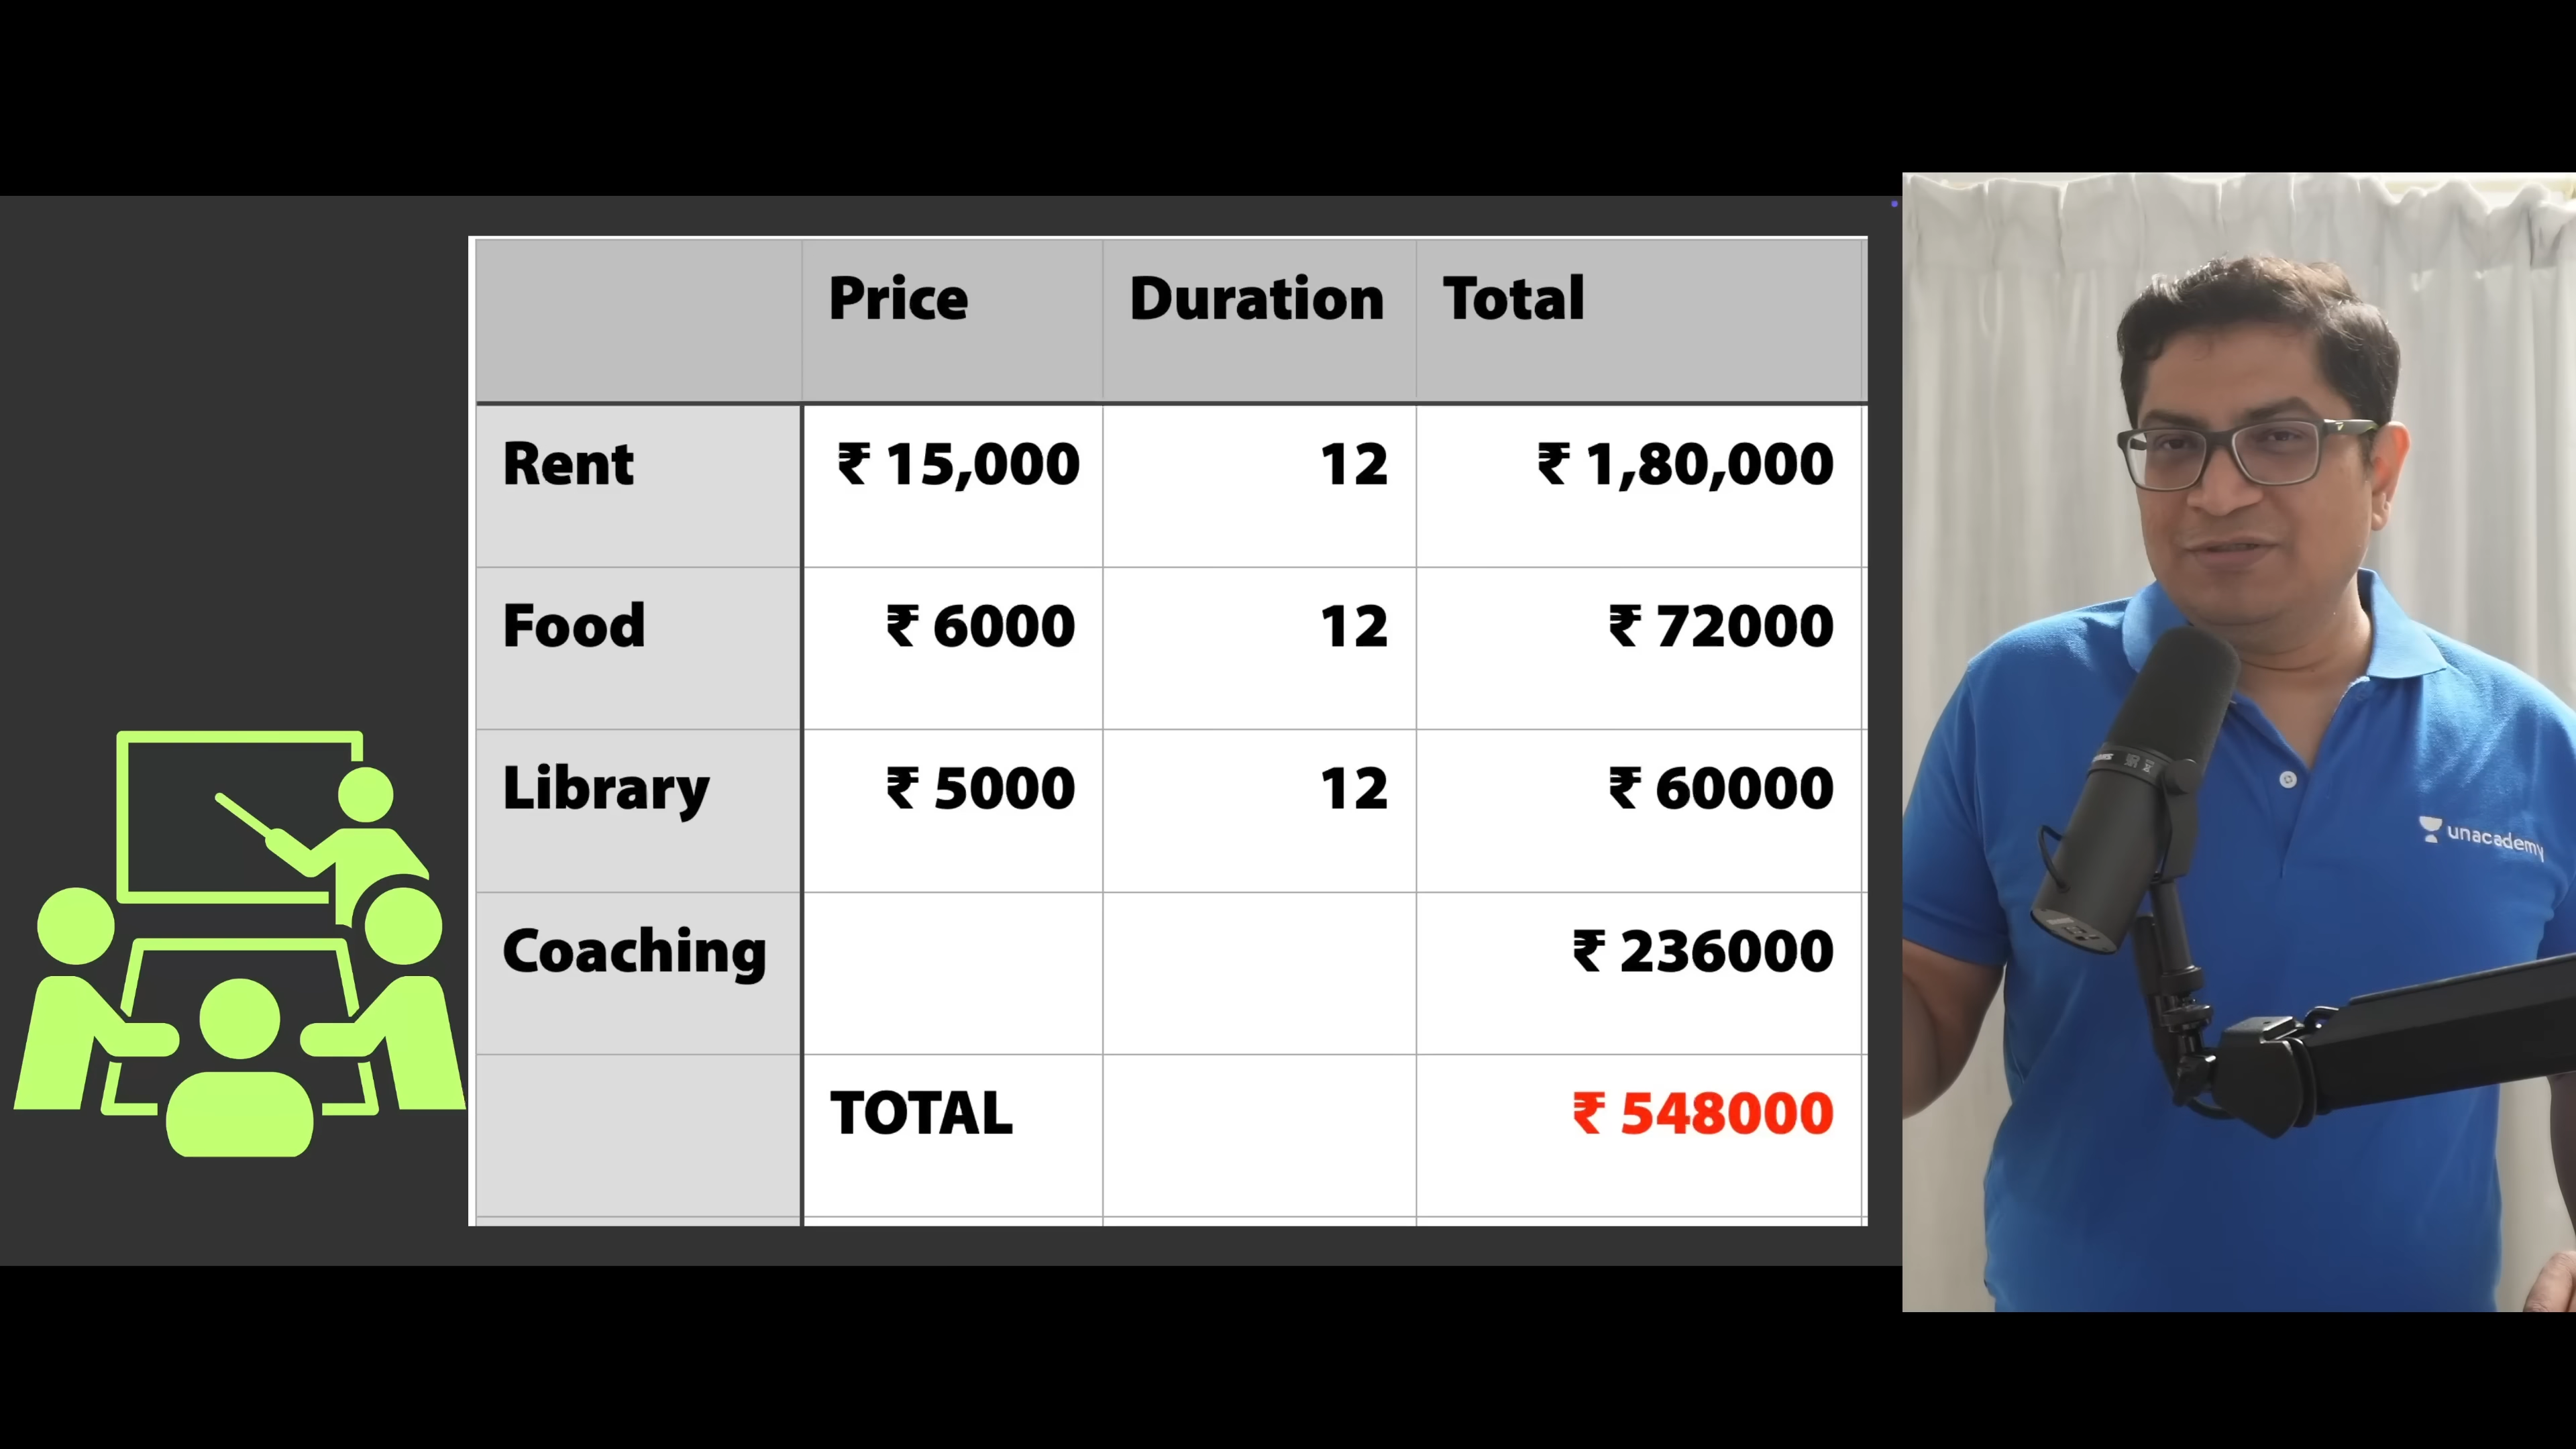 Price Duration Total
Rent ₹ 15,000 12 ₹ 1,80,000
Food ₹ 6000 12 ₹ 72000
Library ₹ 5000 12 ₹ 60000
Coaching ₹ 236000
TOTAL ₹ 548000
unacademy